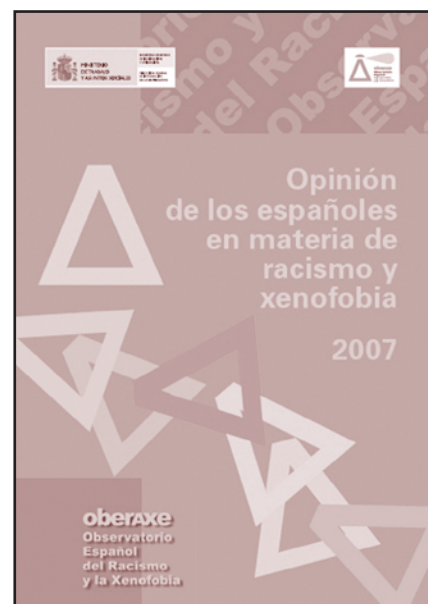 MINISTERIO
DE TRABAJO
Y ASUNTOS SOCIALES
Opinión
de los españoles
en materia de
racismo y
xenofobia
2007
oberaxe
Observatorio
Español
del Racismo
y la Xenofobia